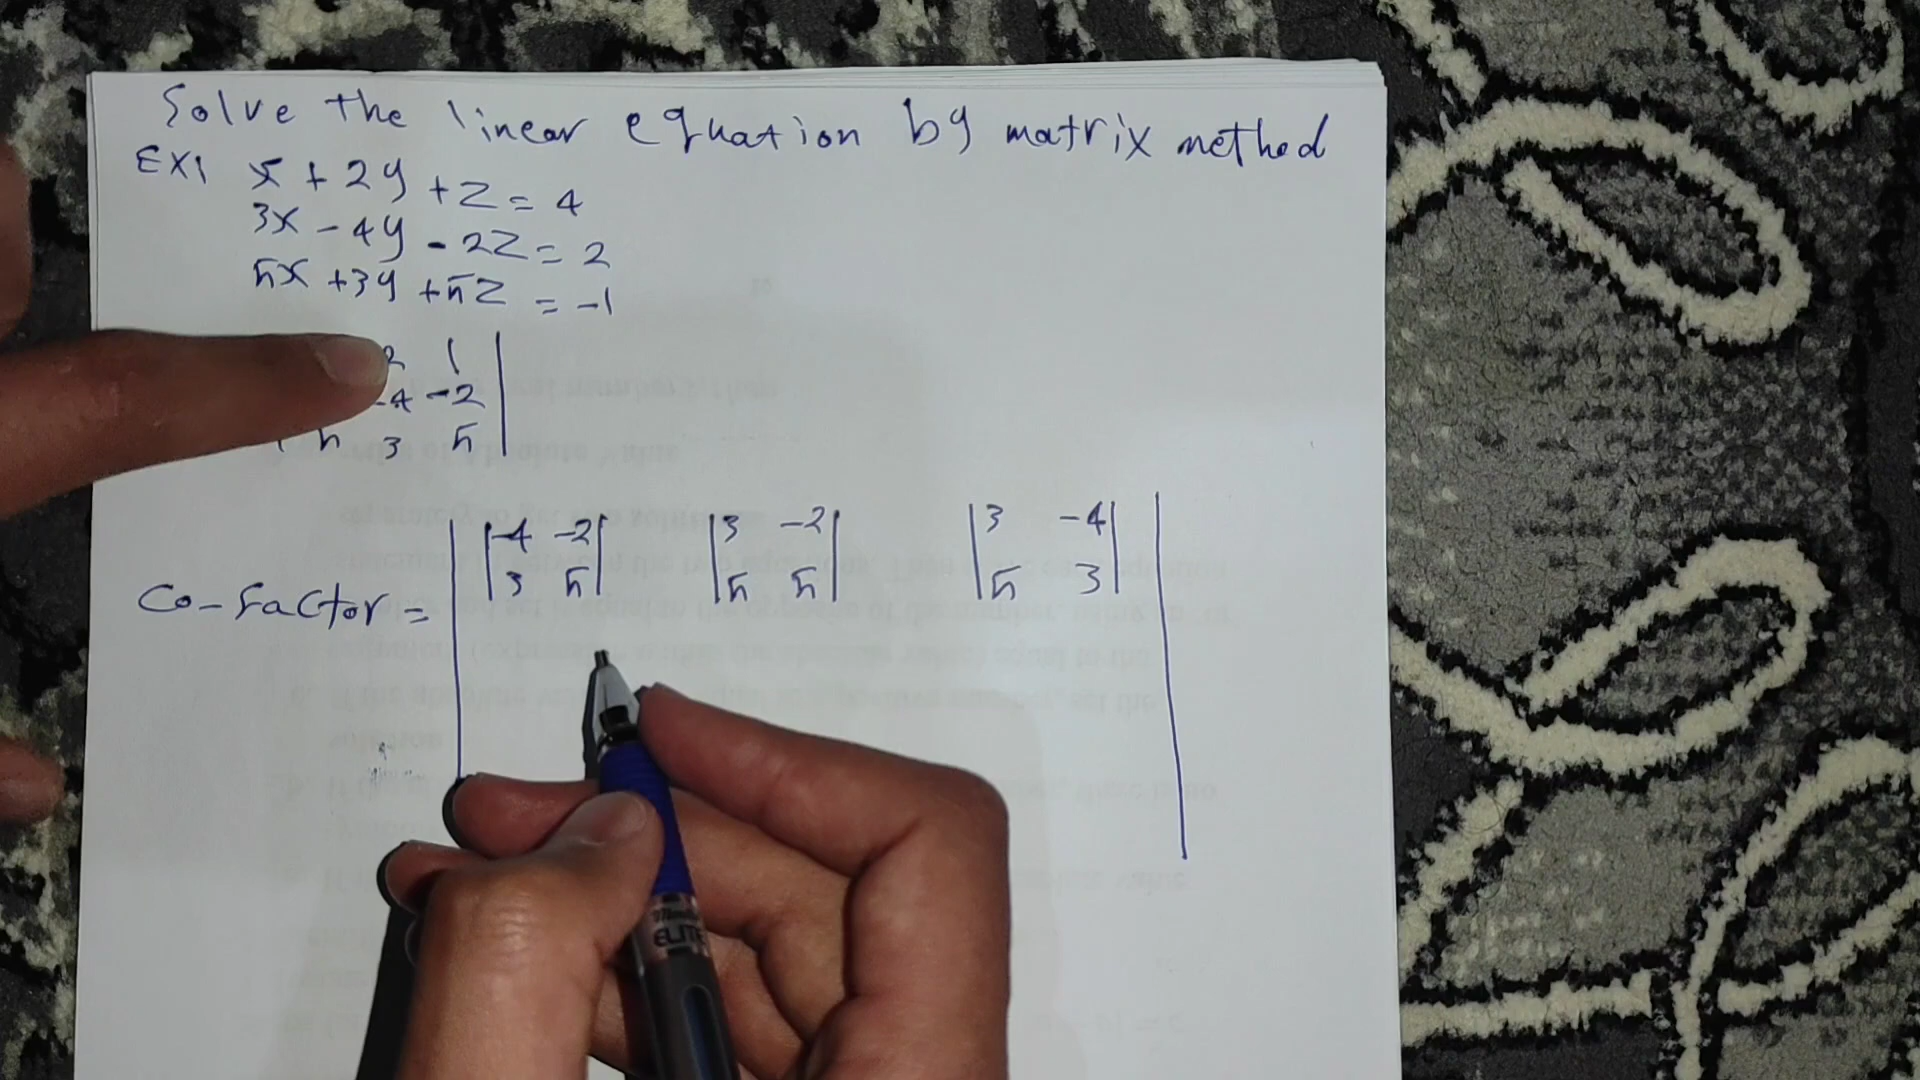 Solve the linear equation by matrix method
EX1 x + 2y + z = 4
3x - 4y - 2z = 2
5x + 3y + 5z = -1
2 1
-4 -2
5 3 5
-4 -2 3 -2 3 -4
3 5 5 5 5 3
Co-factor =
ELITE